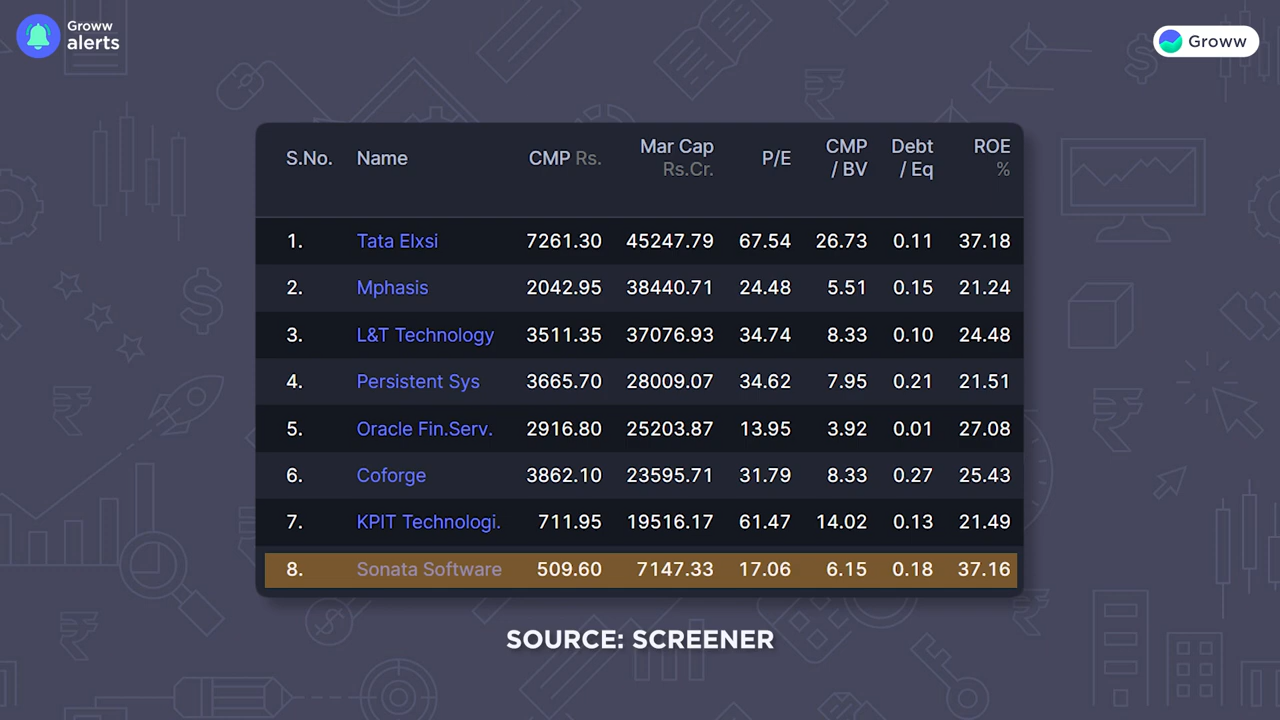 Groww
alerts
Groww
S.No. Name CMP Rs. Mar Cap Rs.Cr. P/E CMP / BV Debt / Eq ROE %
1. Tata Elxsi 7261.30 45247.79 67.54 26.73 0.11 37.18
2. Mphasis 2042.95 38440.71 24.48 5.51 0.15 21.24
3. L&T Technology 3511.35 37076.93 34.74 8.33 0.10 24.48
4. Persistent Sys 3665.70 28009.07 34.62 7.95 0.21 21.51
5. Oracle Fin.Serv. 2916.80 25203.87 13.95 3.92 0.01 27.08
6. Coforge 3862.10 23595.71 31.79 8.33 0.27 25.43
7. KPIT Technologi. 711.95 19516.17 61.47 14.02 0.13 21.49
8. Sonata Software 509.60 7147.33 17.06 6.15 0.18 37.16
SOURCE: SCREENER